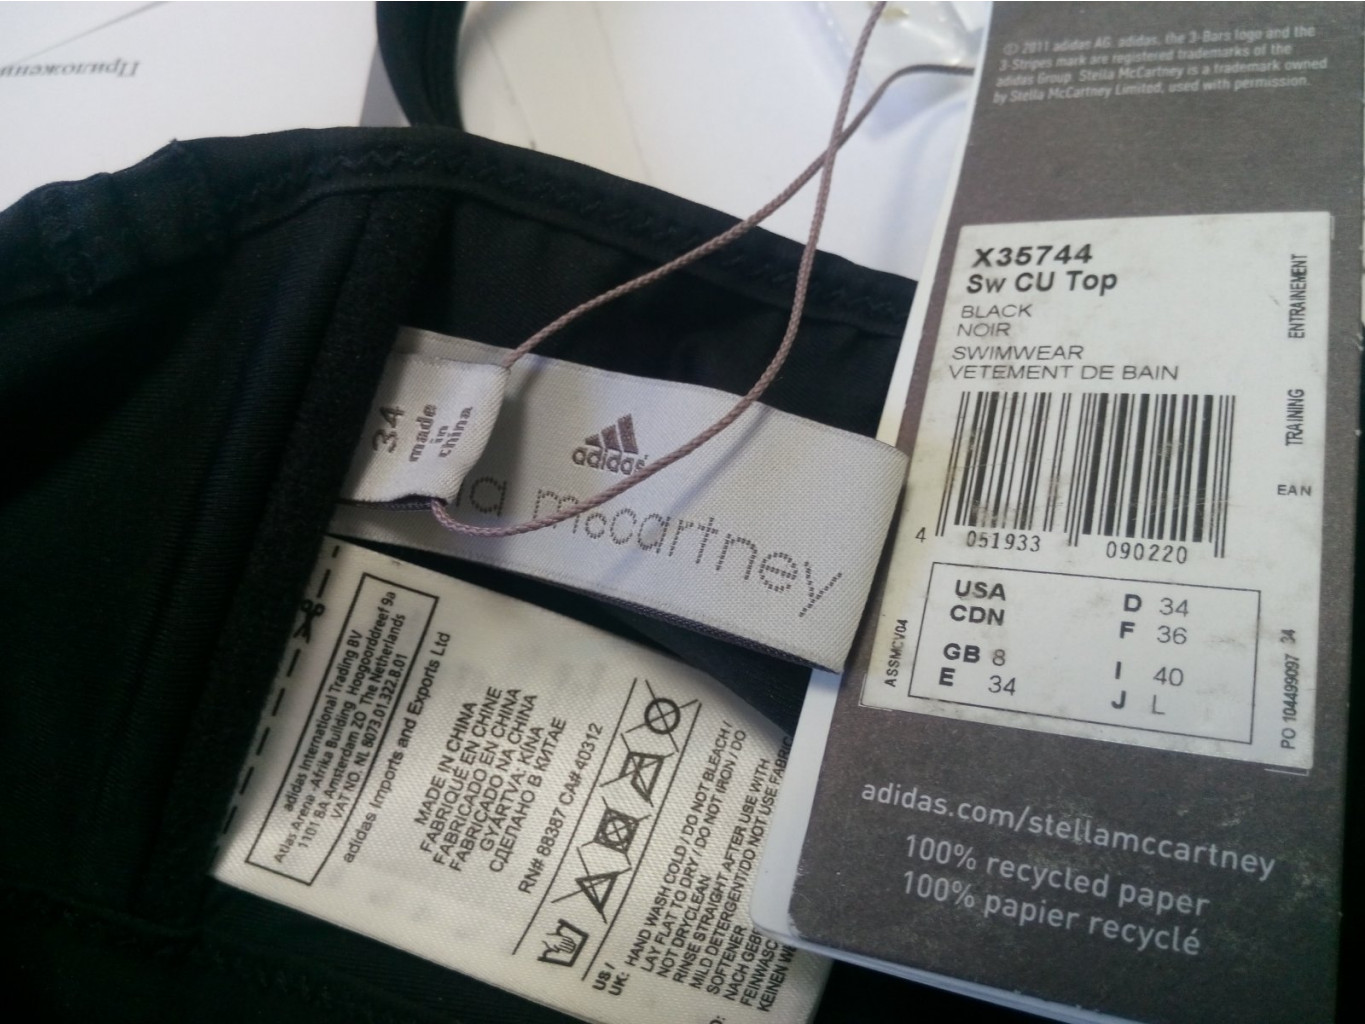 Приложени
© 2011 adidas AG. adidas, the 3-Bars logo and the
3-Stripes mark are registered trademarks of the
adidas Group. Stella McCartney is a trademark owned
by Stella McCartney Limited, used with permission.
X35744
Sw CU Top
BLACK
NOIR
SWIMWEAR
VETEMENT DE BAIN
ENTRAINEMENT
TRAINING
EAN
4 051933 090220
USA
CDN
GB 8
E 34
D 34
F 36
I 40
J L
ASSMCV04
PO 104499097 34
adidas.com/stellamccartney
100% recycled paper
100% papier recyclé
34
made
in
china
adidas
a mccartney
adidas International Trading BV
Atlas Arena -Afrika Building Hoogoorddreef 9a
1101 BA Amsterdam ZO The Netherlands
VAT NO. NL 8073.01.322.B.01
adidas Imports and Exports Ltd
MADE IN CHINA
FABRIQUÉ EN CHINE
FABRICADO EN CHINA
FABRICADO NA CHINA
GYÁRTVA: KÍNA
СДЕЛАНО В КИТАЕ
RN# 88387 CA# 40312
US /
UK: HAND WASH COLD / DO NOT BLEACH /
LAY FLAT TO DRY / DO NOT IRON / DO
NOT DRYCLEAN
RINSE STRAIGHT AFTER USE WITH
MILD DETERGENT/DO NOT USE FABRIC
SOFTENER
NACH GEB
FEINWASC
KEINEN WE